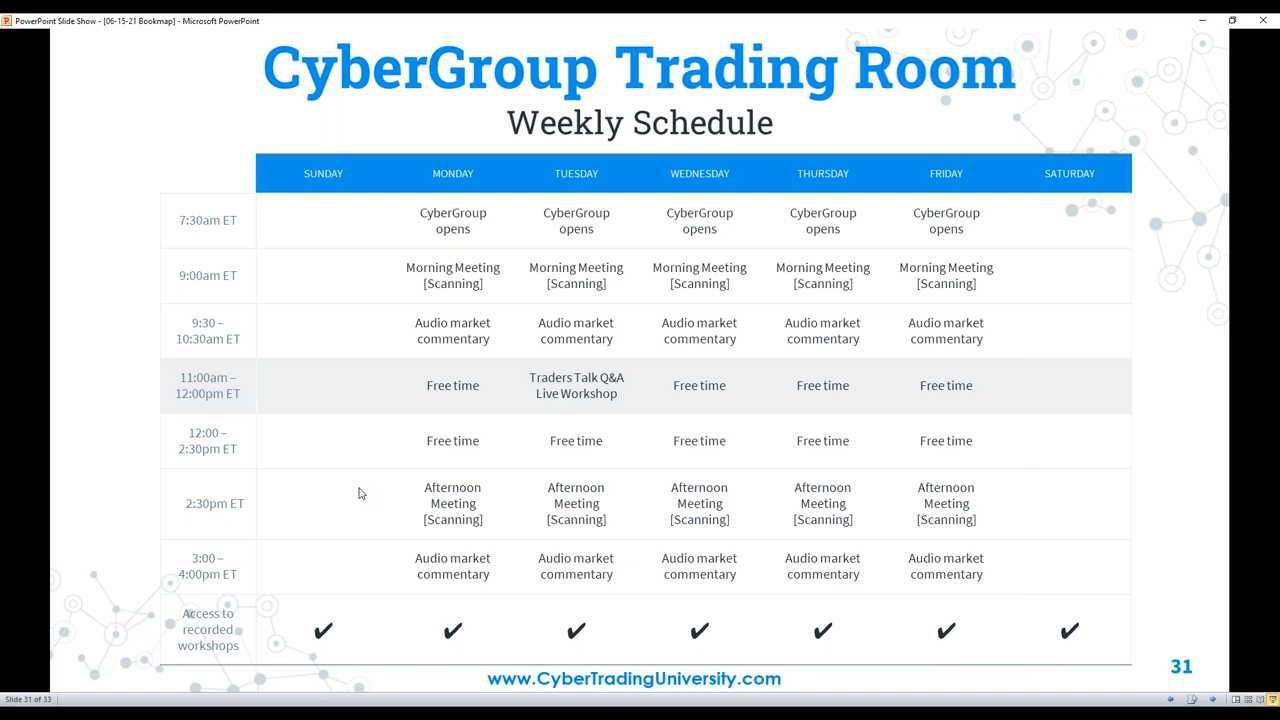 PowerPoint Slide Show - [06-15-21 Bookmap] - Microsoft PowerPoint
CyberGroup Trading Room
Weekly Schedule
SUNDAY MONDAY TUESDAY WEDNESDAY THURSDAY FRIDAY SATURDAY
7:30am ET
CyberGroup CyberGroup CyberGroup CyberGroup CyberGroup
opens opens opens opens opens
9:00am ET
Morning Meeting Morning Meeting Morning Meeting Morning Meeting Morning Meeting
[Scanning] [Scanning] [Scanning] [Scanning] [Scanning]
9:30 – Audio market Audio market Audio market Audio market Audio market
10:30am ET commentary commentary commentary commentary commentary
11:00am – Traders Talk Q&A
12:00pm ET Live Workshop
Free time Free time Free time Free time
12:00 –
2:30pm ET
Free time Free time Free time Free time Free time
Afternoon Afternoon Afternoon Afternoon Afternoon
2:30pm ET Meeting Meeting Meeting Meeting Meeting
[Scanning] [Scanning] [Scanning] [Scanning] [Scanning]
3:00 – Audio market Audio market Audio market Audio market Audio market
4:00pm ET commentary commentary commentary commentary commentary
Access to
recorded ✔ ✔ ✔ ✔ ✔ ✔ ✔
workshops
www.CyberTradingUniversity.com
31
Slide 31 of 33